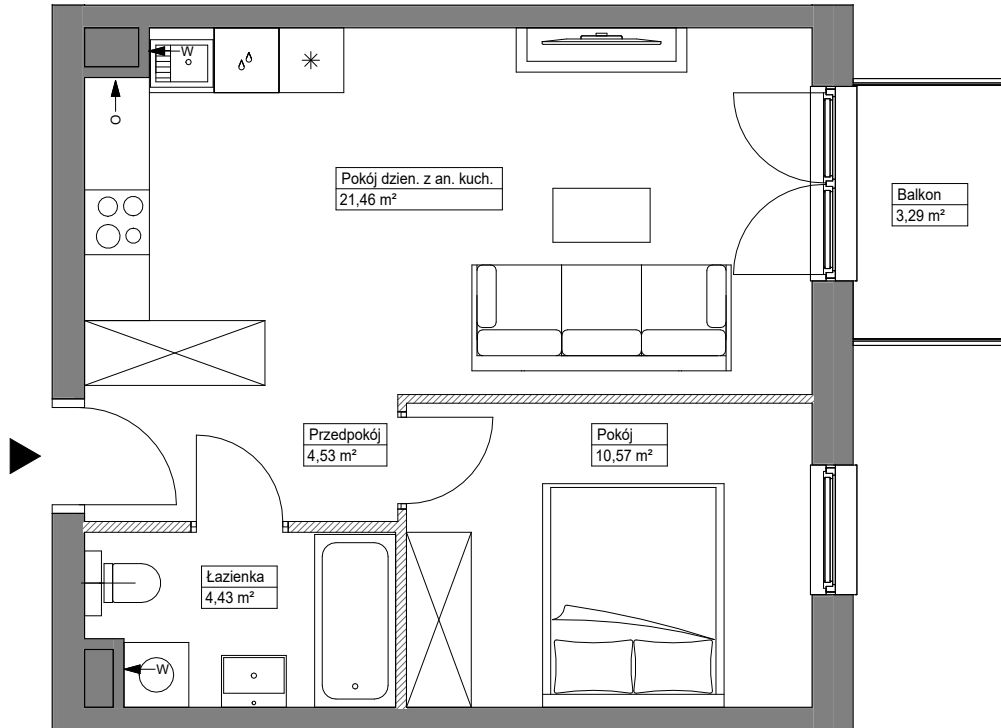 W
O
Pokój dzien. z an. kuch.
21,46 m²
Balkon
3,29 m²
Przedpokój
4,53 m²
Pokój
10,57 m²
Łazienka
4,43 m²
W